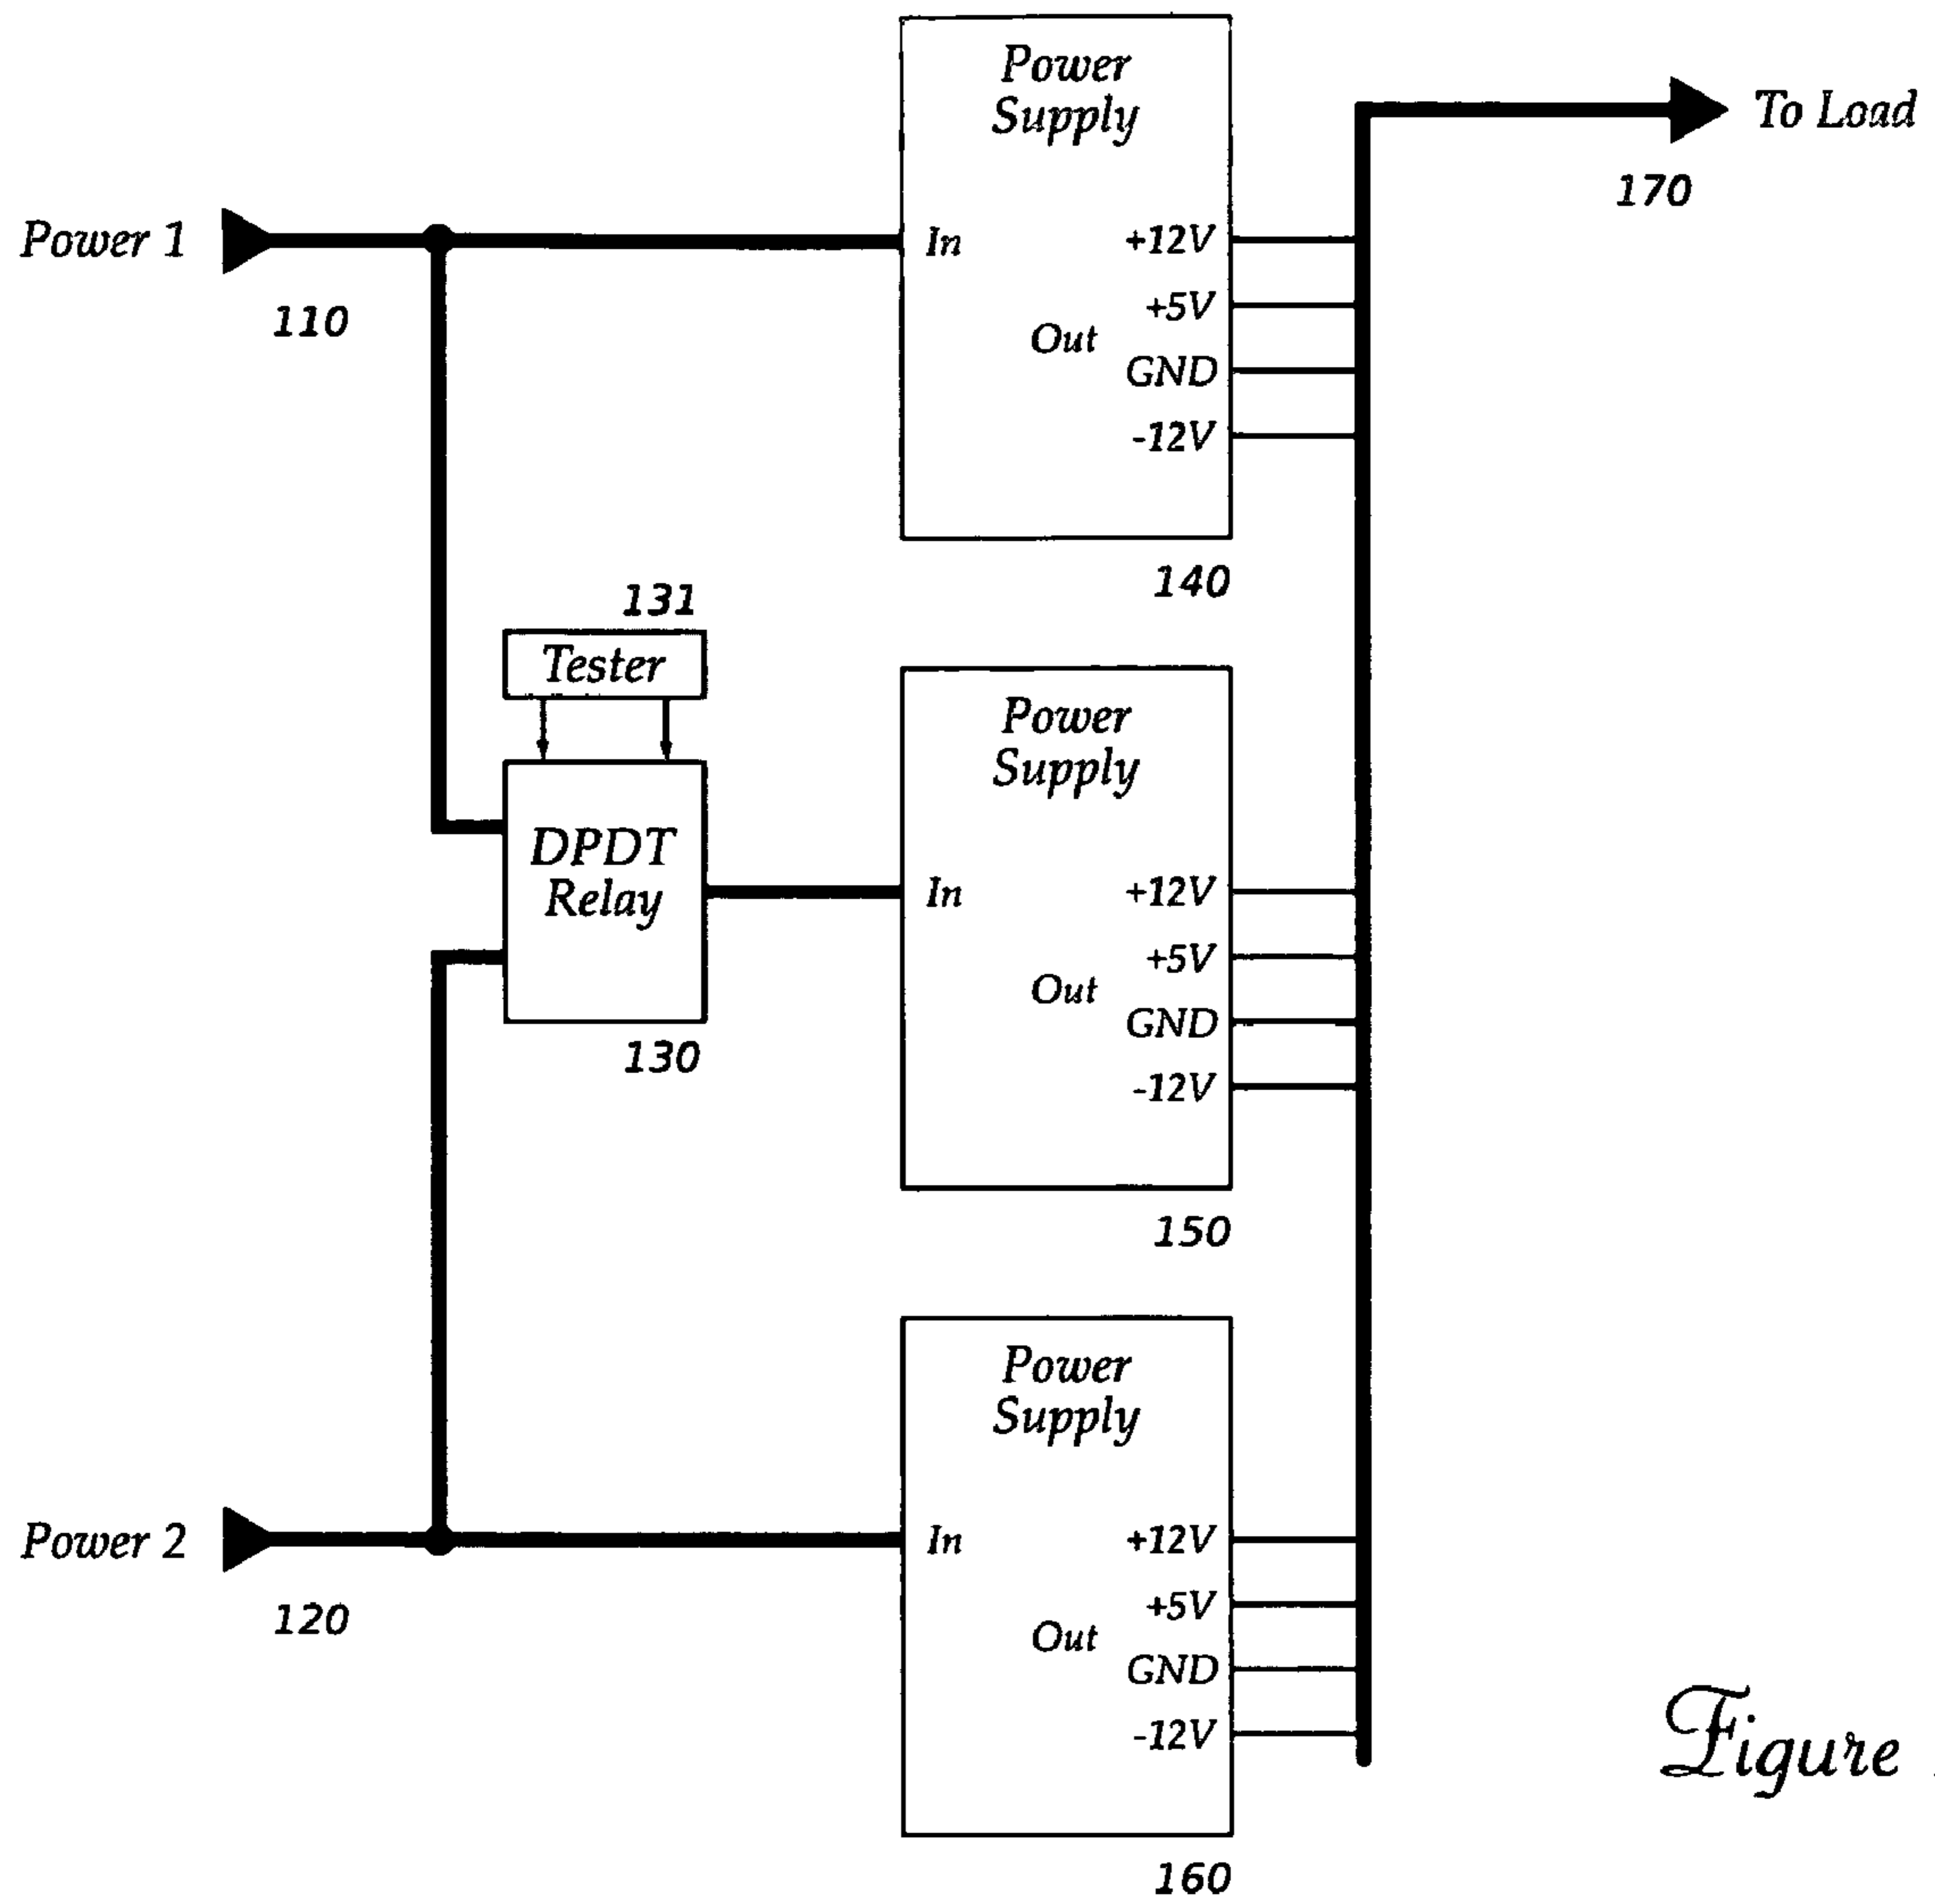 Power
Supply
To Load
170
Power 1
In
+12V
110
+5V
Out
GND
-12V
140
131
Tester
Power
Supply
DPDT
Relay
In
+12V
+5V
Out
GND
130
-12V
150
Power
Supply
Power 2
In
+12V
120
+5V
Out
GND
-12V
160
Figure